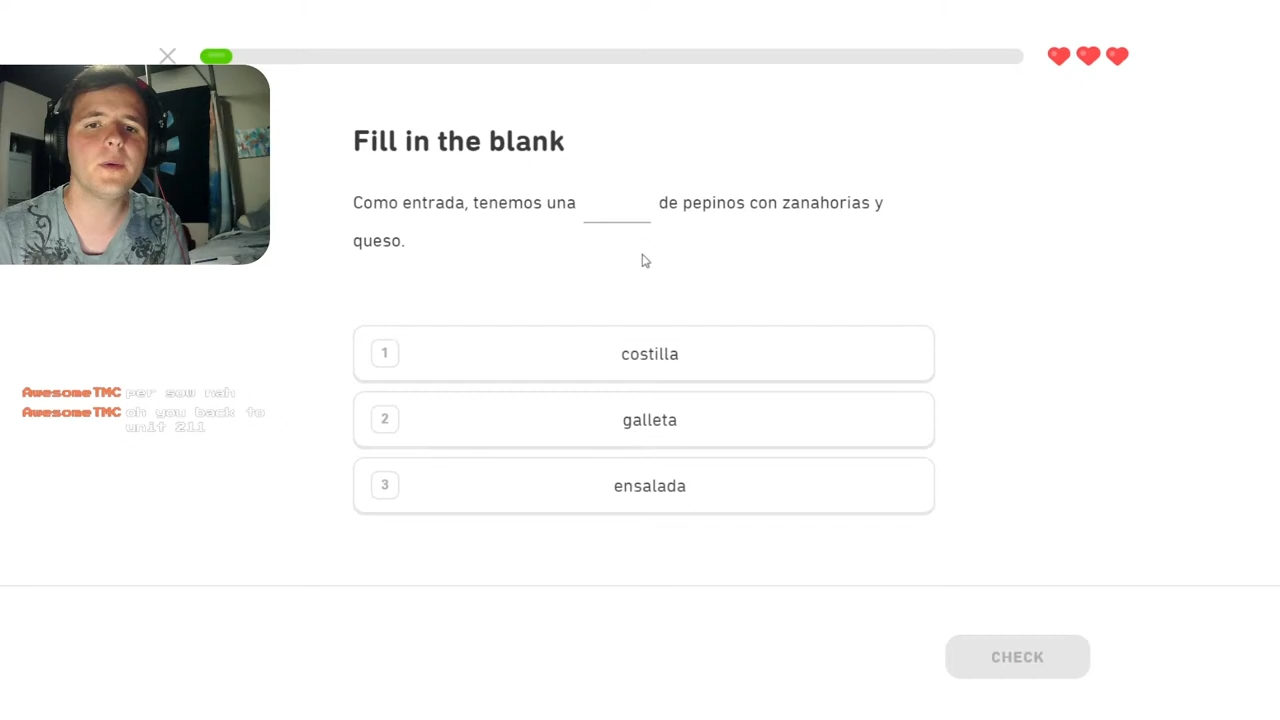 Fill in the blank
Como entrada, tenemos una ______ de pepinos con zanahorias y
queso.
1 costilla
2 galleta
3 ensalada
AwesomeTMC per sow nah
AwesomeTMC oh you back to
unit 211
CHECK